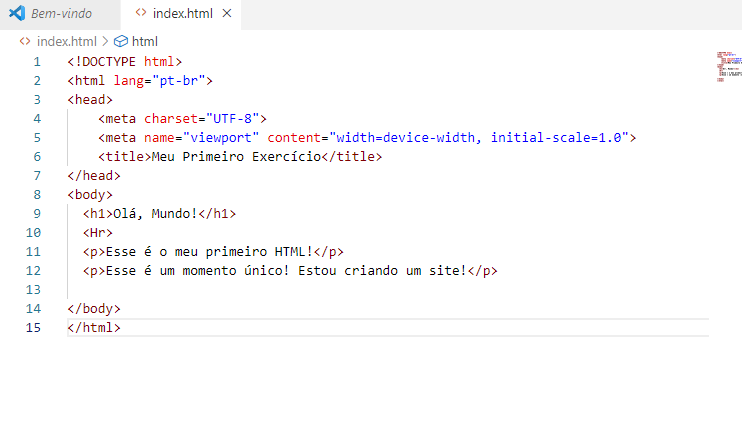 Bem-vindo
index.html
index.html > html
1 <!DOCTYPE html>
2 <html lang="pt-br">
3 <head>
4 <meta charset="UTF-8">
5 <meta name="viewport" content="width=device-width, initial-scale=1.0">
6 <title>Meu Primeiro Exercício</title>
7 </head>
8 <body>
9 <h1>Olá, Mundo!</h1>
10 <Hr>
11 <p>Esse é o meu primeiro HTML!</p>
12 <p>Esse é um momento único! Estou criando um site!</p>
13
14 </body>
15 </html>